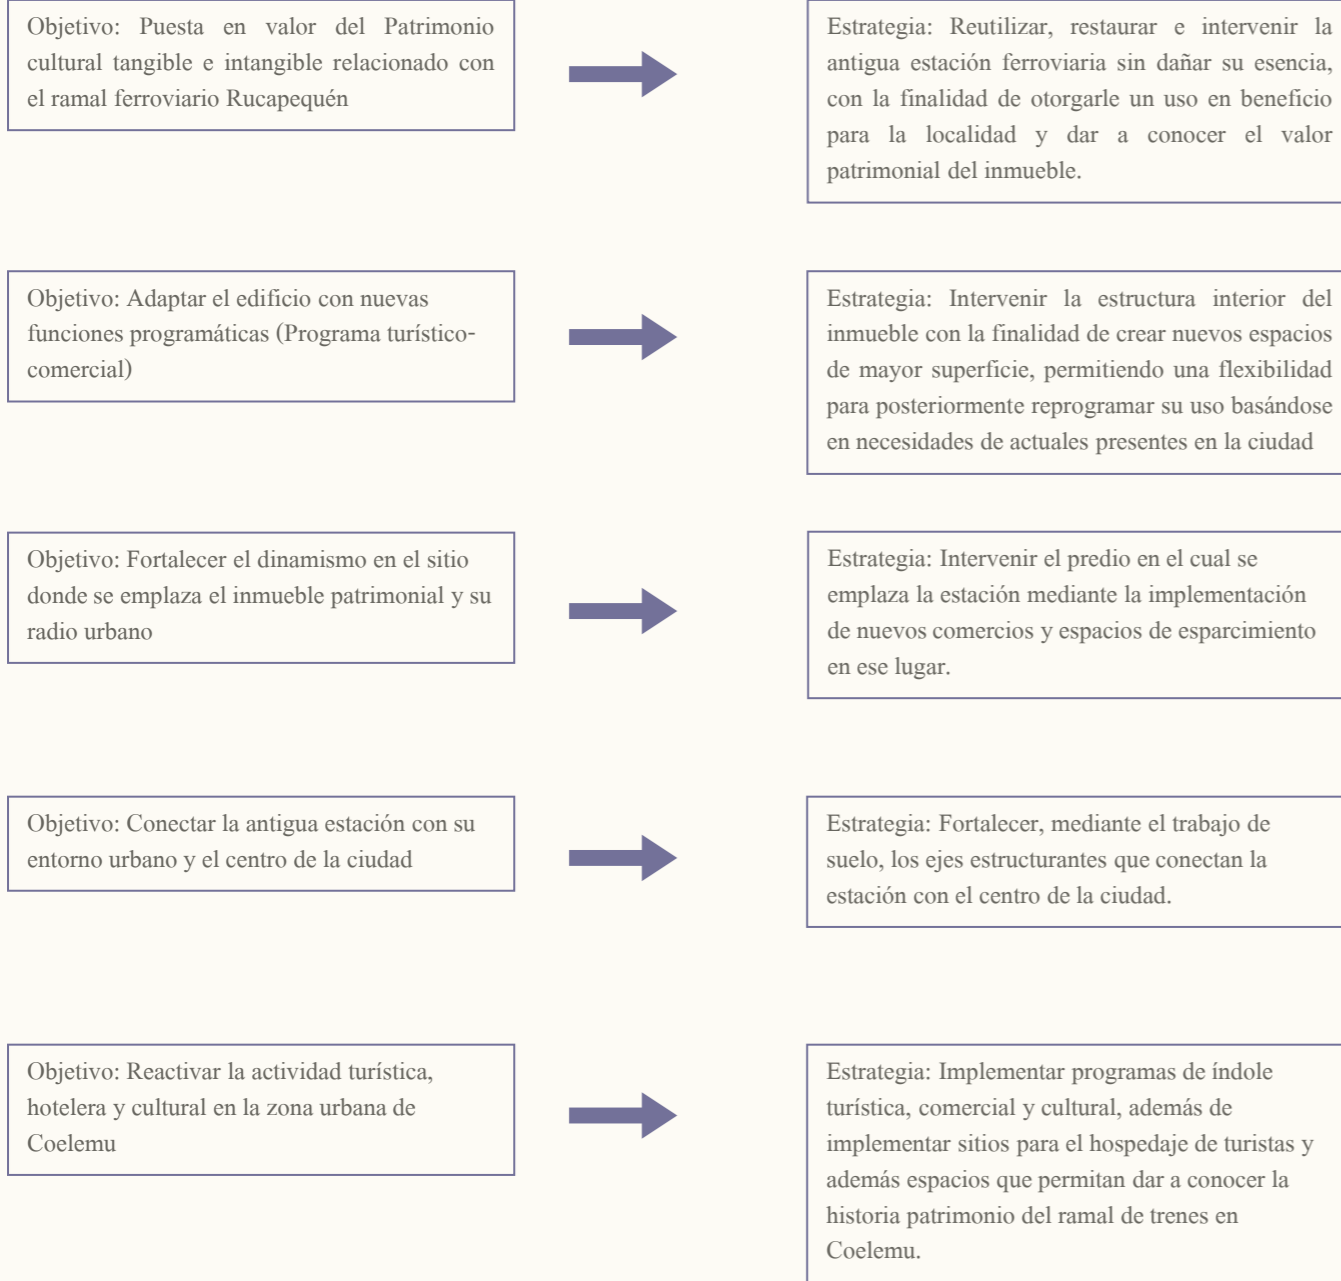 Objetivo: Puesta en valor del Patrimonio
cultural tangible e intangible relacionado con
el ramal ferroviario Rucapequén
Estrategia: Reutilizar, restaurar e intervenir la
antigua estación ferroviaria sin dañar su esencia,
con la finalidad de otorgarle un uso en beneficio
para la localidad y dar a conocer el valor
patrimonial del inmueble.
Objetivo: Adaptar el edificio con nuevas
funciones programáticas (Programa turístico-
comercial)
Estrategia: Intervenir la estructura interior del
inmueble con la finalidad de crear nuevos espacios
de mayor superficie, permitiendo una flexibilidad
para posteriormente reprogramar su uso basándose
en necesidades de actuales presentes en la ciudad
Objetivo: Fortalecer el dinamismo en el sitio
donde se emplaza el inmueble patrimonial y su
radio urbano
Estrategia: Intervenir el predio en el cual se
emplaza la estación mediante la implementación
de nuevos comercios y espacios de esparcimiento
en ese lugar.
Objetivo: Conectar la antigua estación con su
entorno urbano y el centro de la ciudad
Estrategia: Fortalecer, mediante el trabajo de
suelo, los ejes estructurantes que conectan la
estación con el centro de la ciudad.
Objetivo: Reactivar la actividad turística,
hotelera y cultural en la zona urbana de
Coelemu
Estrategia: Implementar programas de índole
turística, comercial y cultural, además de
implementar sitios para el hospedaje de turistas y
además espacios que permitan dar a conocer la
historia patrimonio del ramal de trenes en
Coelemu.